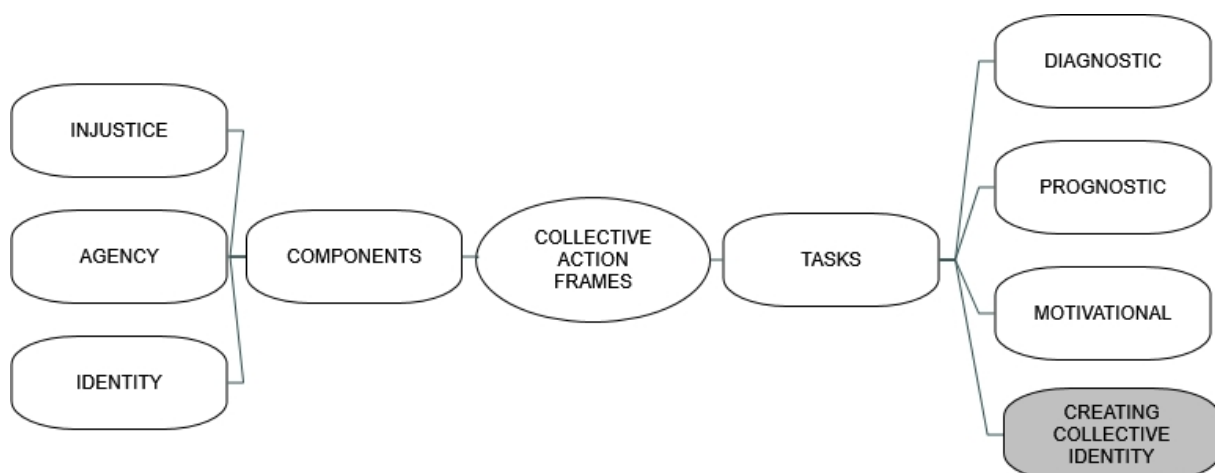 INJUSTICE
AGENCY
IDENTITY
COMPONENTS
COLLECTIVE
ACTION
FRAMES
TASKS
DIAGNOSTIC
PROGNOSTIC
MOTIVATIONAL
CREATING
COLLECTIVE
IDENTITY